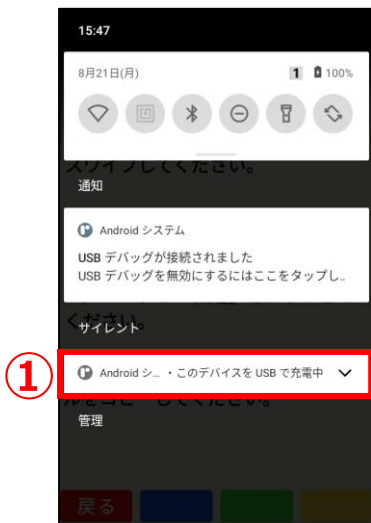 15:47
8月21日(月)
1 100%
スワイプしてください。
通知
Android システム
USB デバッグが接続されました
USB デバッグを無効にするにはここをタップし..
ください。
サイレント
①
Android シ... ・このデバイスを USB で充電中
ルをコピーしてください。
管理
戻る